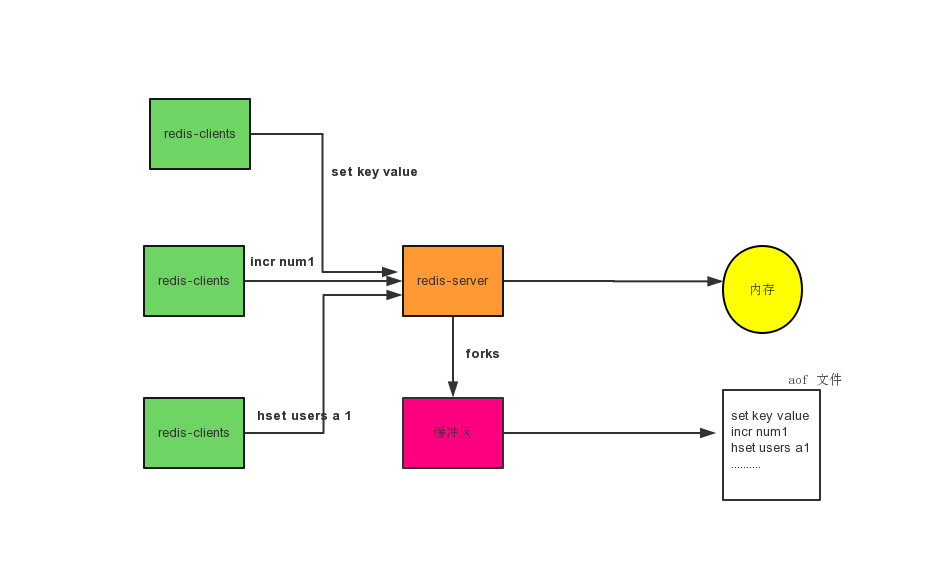 redis-clients
set key value
redis-clients
incr num1
redis-server
内存
forks
redis-clients
hset users a 1
缓冲区
aof 文件
set key value
incr num1
hset users a1
..........